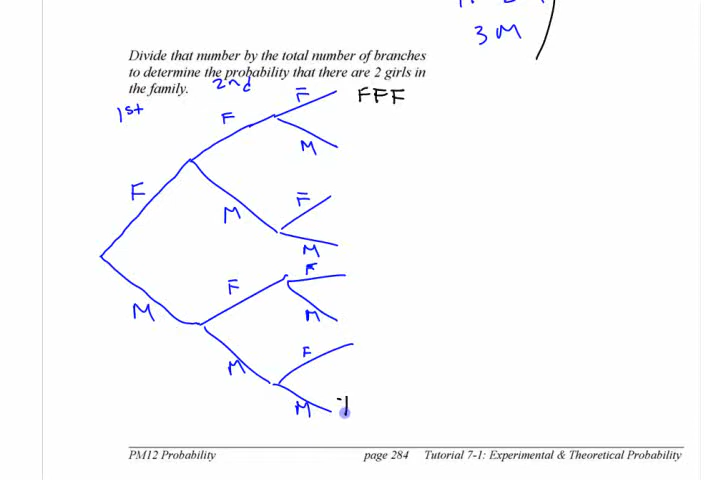 3 M
Divide that number by the total number of branches
to determine the probability that there are 2 girls in
the family.
2nd
1st
F
F
FFF
F
M
F
M
M
F
F
M
M
F
M
M
PM12 Probability page 284 Tutorial 7-1: Experimental & Theoretical Probability